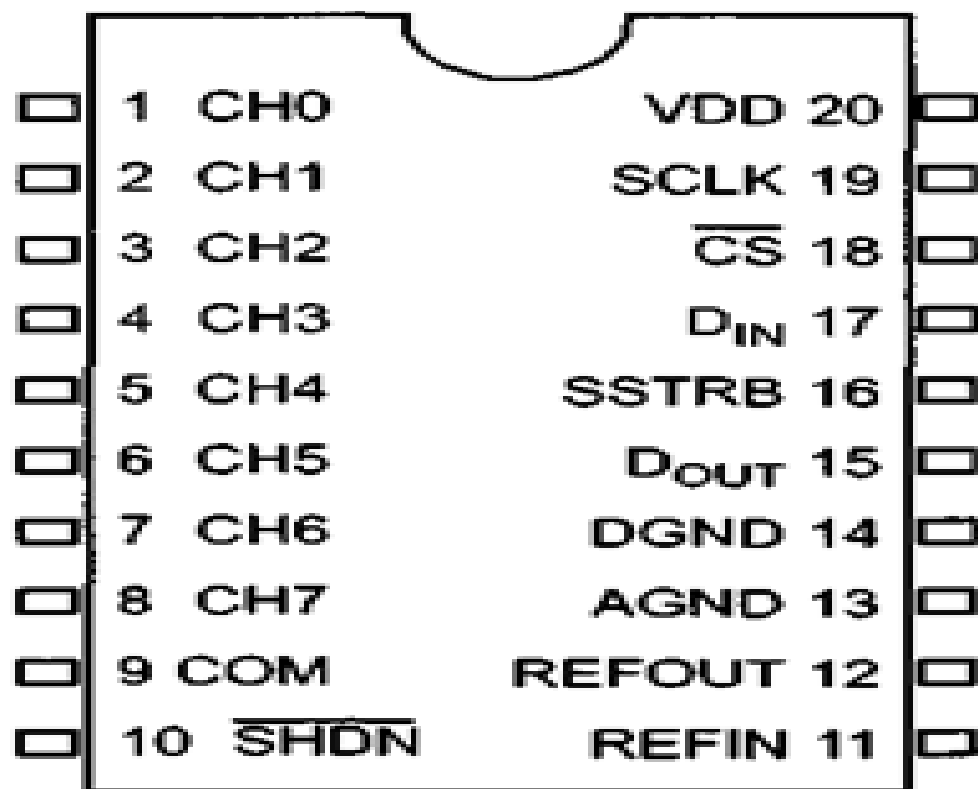 1 CH0 VDD 20
2 CH1 SCLK 19
3 CH2 C̅S̅ 18
4 CH3 DIN 17
5 CH4 SSTRB 16
6 CH5 DOUT 15
7 CH6 DGND 14
8 CH7 AGND 13
9 COM REFOUT 12
10 S̅H̅D̅N̅ REFIN 11